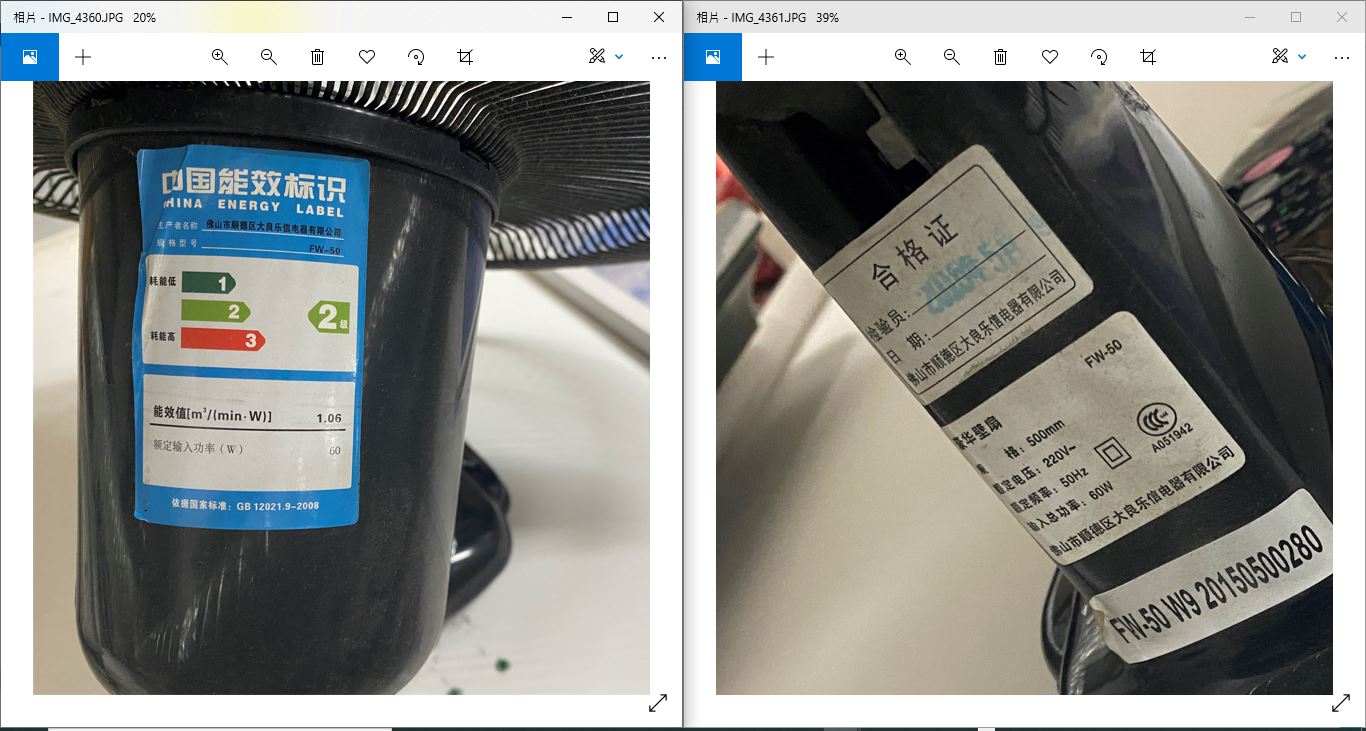 相片 - IMG_4360.JPG 20%
中国能效标识
CHINA ENERGY LABEL
生产者名称 佛山市顺德区大良乐信电器有限公司
规格型号 FW-50
耗能低
1
2
2级
耗能高
3
能效值[m³/(min·W)] 1.06
额定输入功率(W) 60
依据国家标准：GB 12021.9-2008
相片 - IMG_4361.JPG 39%
合格证
检验员：
日 期：
佛山市顺德区大良乐信电器有限公司
FW-50
豪华壁扇
格：500mm
额定电压：220V~
额定频率：50Hz
输入总功率：60W
CCC
A051942
佛山市顺德区大良乐信电器有限公司
FW-50 W9 20150500280